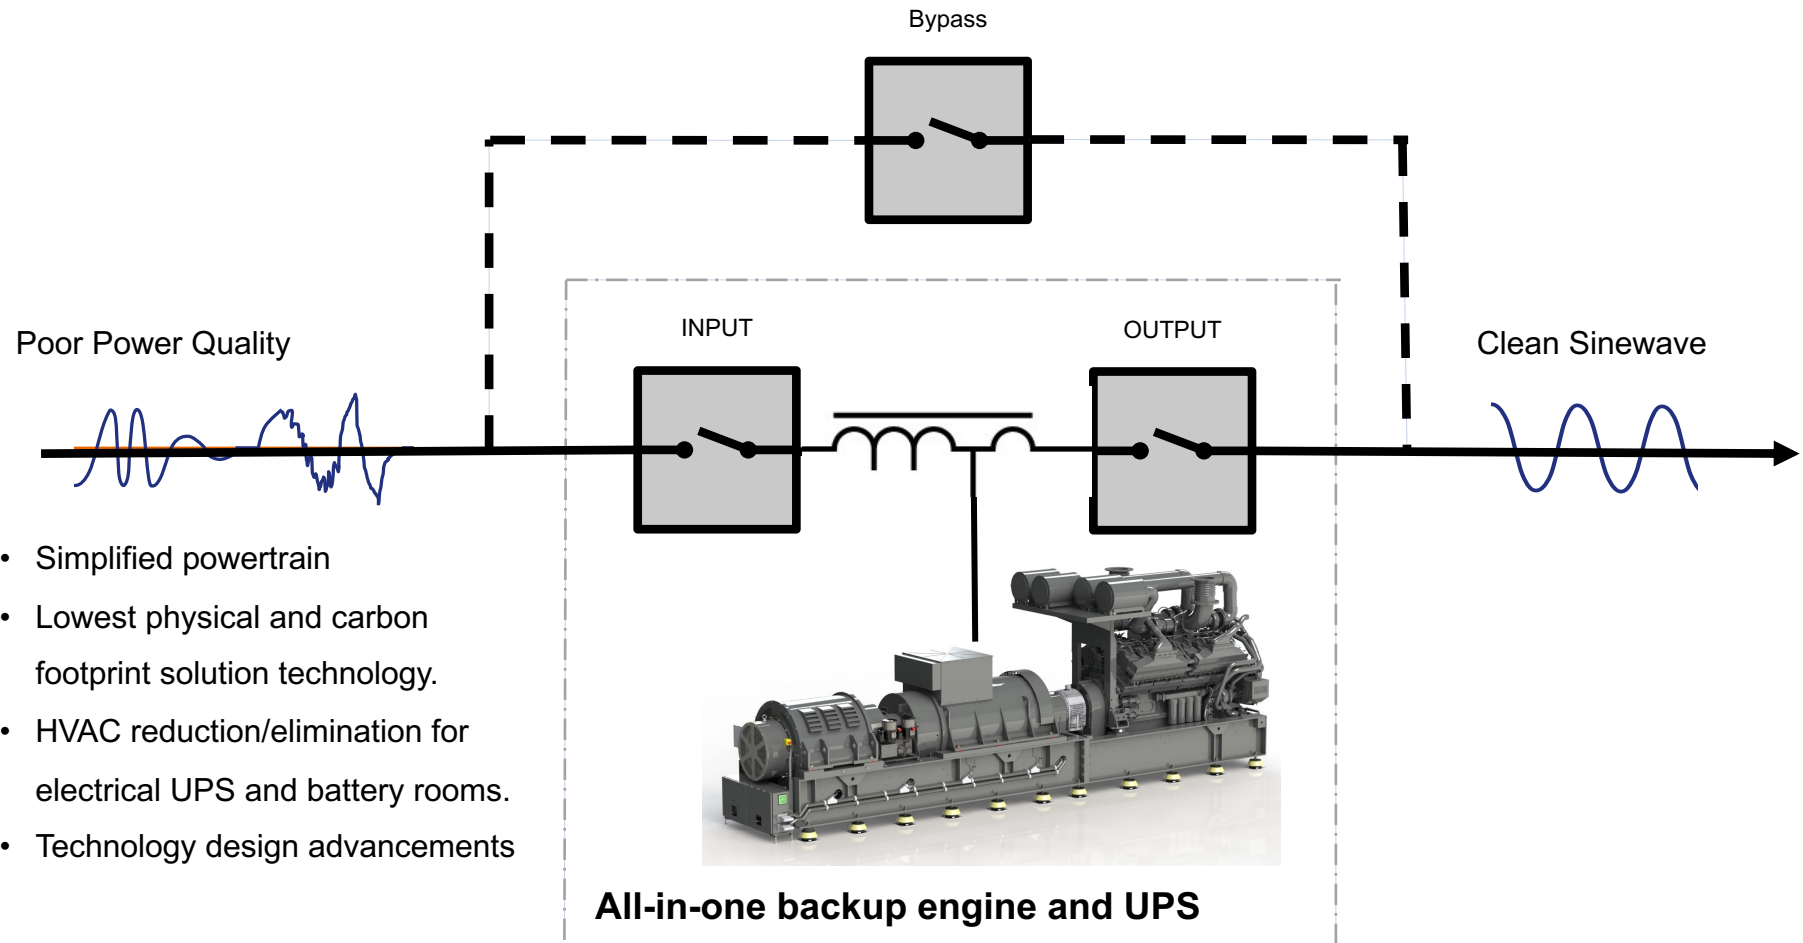 Bypass
INPUT
OUTPUT
Poor Power Quality
Clean Sinewave
• Simplified powertrain
• Lowest physical and carbon
footprint solution technology.
• HVAC reduction/elimination for
electrical UPS and battery rooms.
• Technology design advancements
All-in-one backup engine and UPS